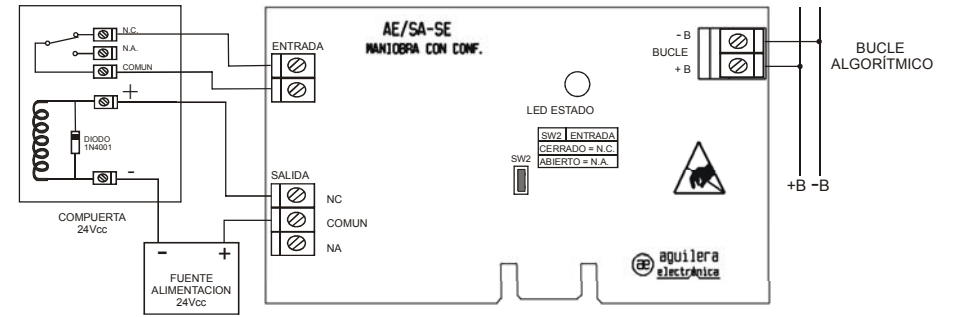 N.C.
N.A.
COMUN
+
DIODO
1N4001
-
COMPUERTA
24Vcc
- +
FUENTE
ALIMENTACION
24Vcc
AE/SA-SE
MANIOBRA CON CONF.
ENTRADA
SALIDA
NC
COMUN
NA
LED ESTADO
SW2 ENTRADA
CERRADO = N.C.
ABIERTO = N.A.
SW2
- B
BUCLE
+ B
BUCLE
ALGORÍTMICO
+B -B
ae aguilera
electrónica